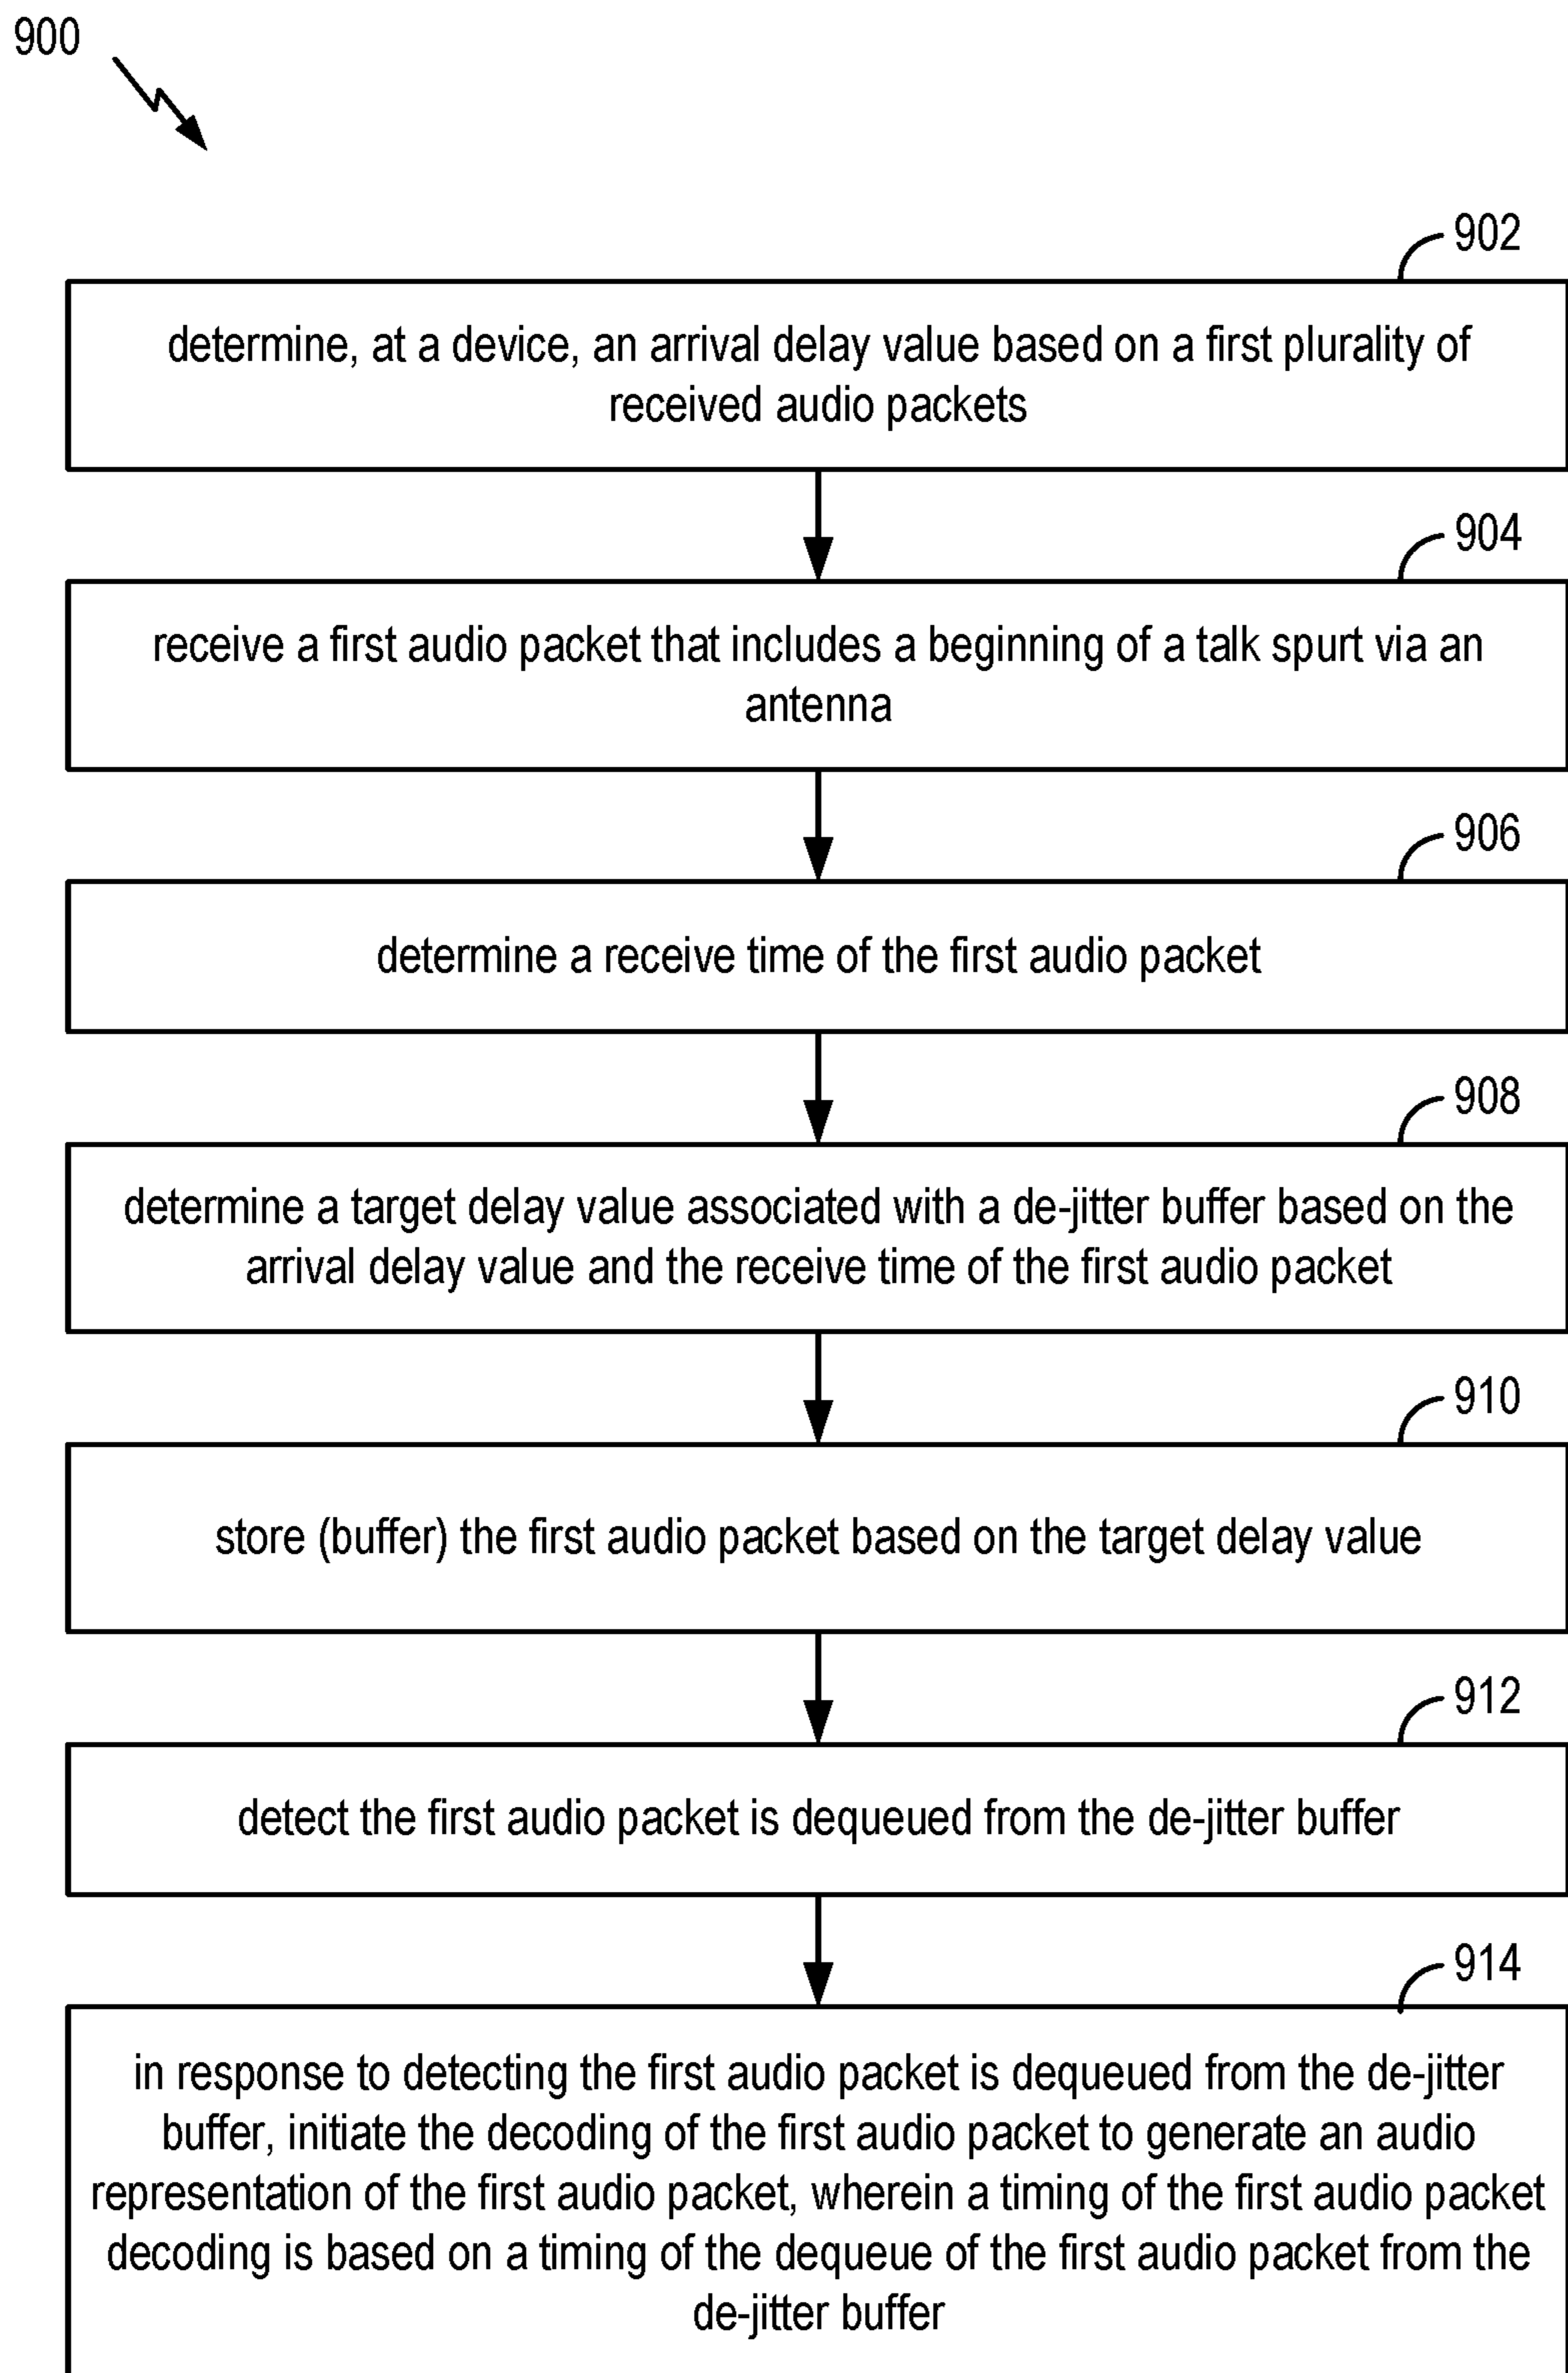 900
902
determine, at a device, an arrival delay value based on a first plurality of
received audio packets
904
receive a first audio packet that includes a beginning of a talk spurt via an
antenna
906
determine a receive time of the first audio packet
908
determine a target delay value associated with a de-jitter buffer based on the
arrival delay value and the receive time of the first audio packet
910
store (buffer) the first audio packet based on the target delay value
912
detect the first audio packet is dequeued from the de-jitter buffer
914
in response to detecting the first audio packet is dequeued from the de-jitter
buffer, initiate the decoding of the first audio packet to generate an audio
representation of the first audio packet, wherein a timing of the first audio packet
decoding is based on a timing of the dequeue of the first audio packet from the
de-jitter buffer